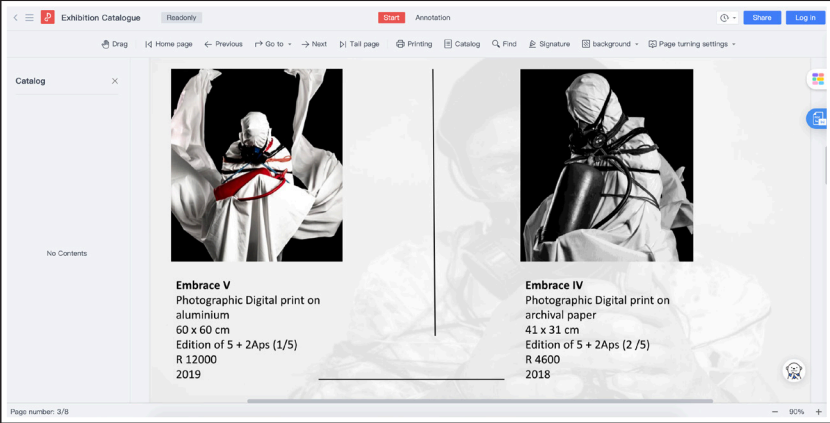 Exhibition Catalogue
Readonly
Start
Annotation
Share
Log in
Drag
Home page
Previous
Go to
Next
Tail page
Printing
Catalog
Find
Signature
background
Page turning settings
Catalog
No Contents
Embrace V
Photographic Digital print on
aluminium
60 x 60 cm
Edition of 5 + 2Aps (1/5)
R 12000
2019
Embrace IV
Photographic Digital print on
archival paper
41 x 31 cm
Edition of 5 + 2Aps (2 /5)
R 4600
2018
Page number: 3/8
90%